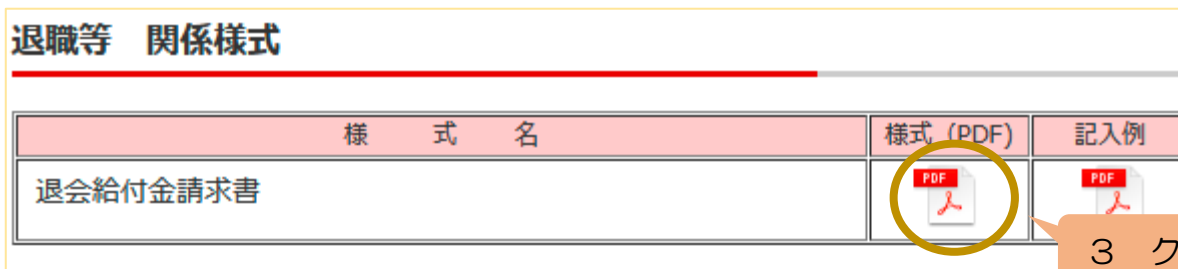 退職等　関係様式
様　式　名
様式（PDF)
記入例
退会給付金請求書
PDF
PDF
３　ク